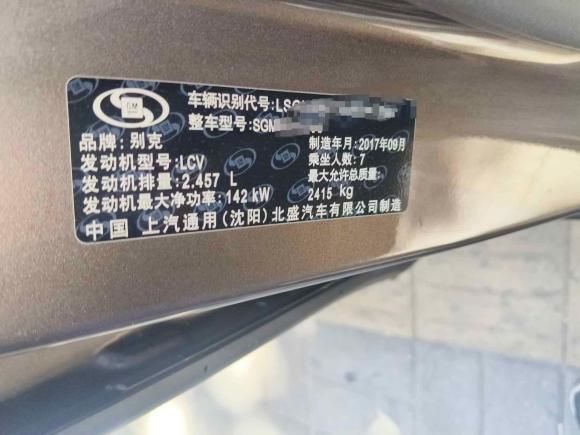 GM
车辆识别代号:LSG
整车型号:SGM
品牌:别克 制造年月:2017年09月
发动机型号:LCV 乘坐人数:7
发动机排量:2.457 L 最大允许总质量:
发动机最大净功率:142 kW 2415 kg
中国 上汽通用(沈阳)北盛汽车有限公司制造